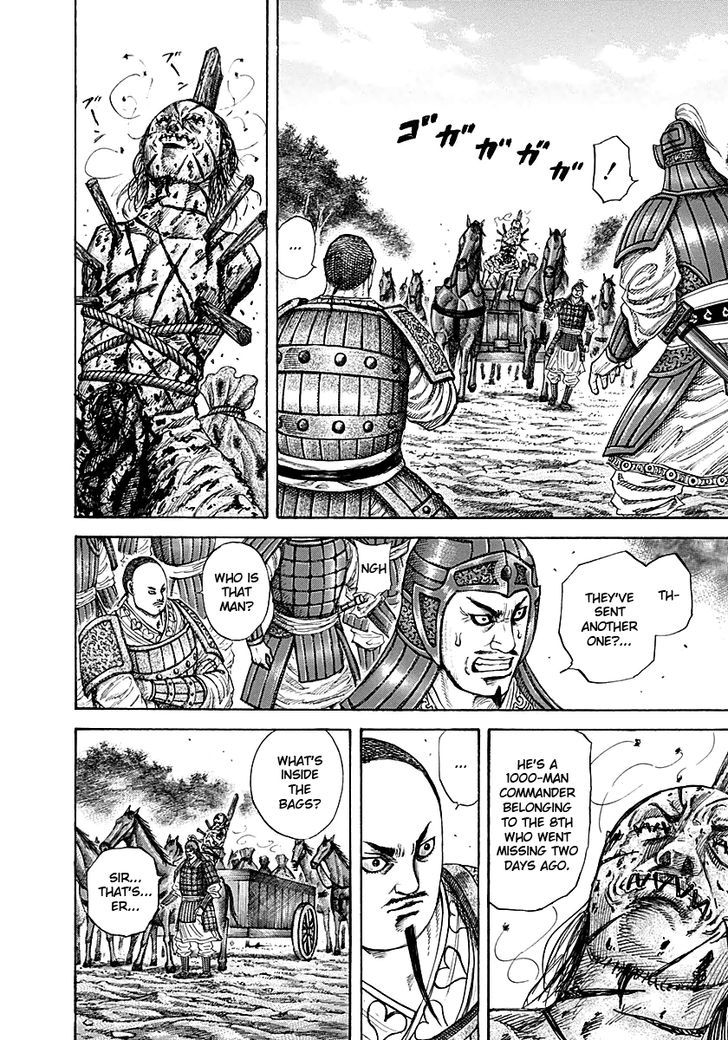 ゴガガガガ
!
...
ブン
ブン
TH-
THEY'VE
SENT
ANOTHER
ONE?...
NGH
WHO IS
THAT
MAN?
HE'S A
1000-MAN
COMMANDER
BELONGING
TO THE 8TH
WHO WENT
MISSING TWO
DAYS AGO.
...
WHAT'S
INSIDE
THE
BAGS?
SIR...
THAT'S...
ER...